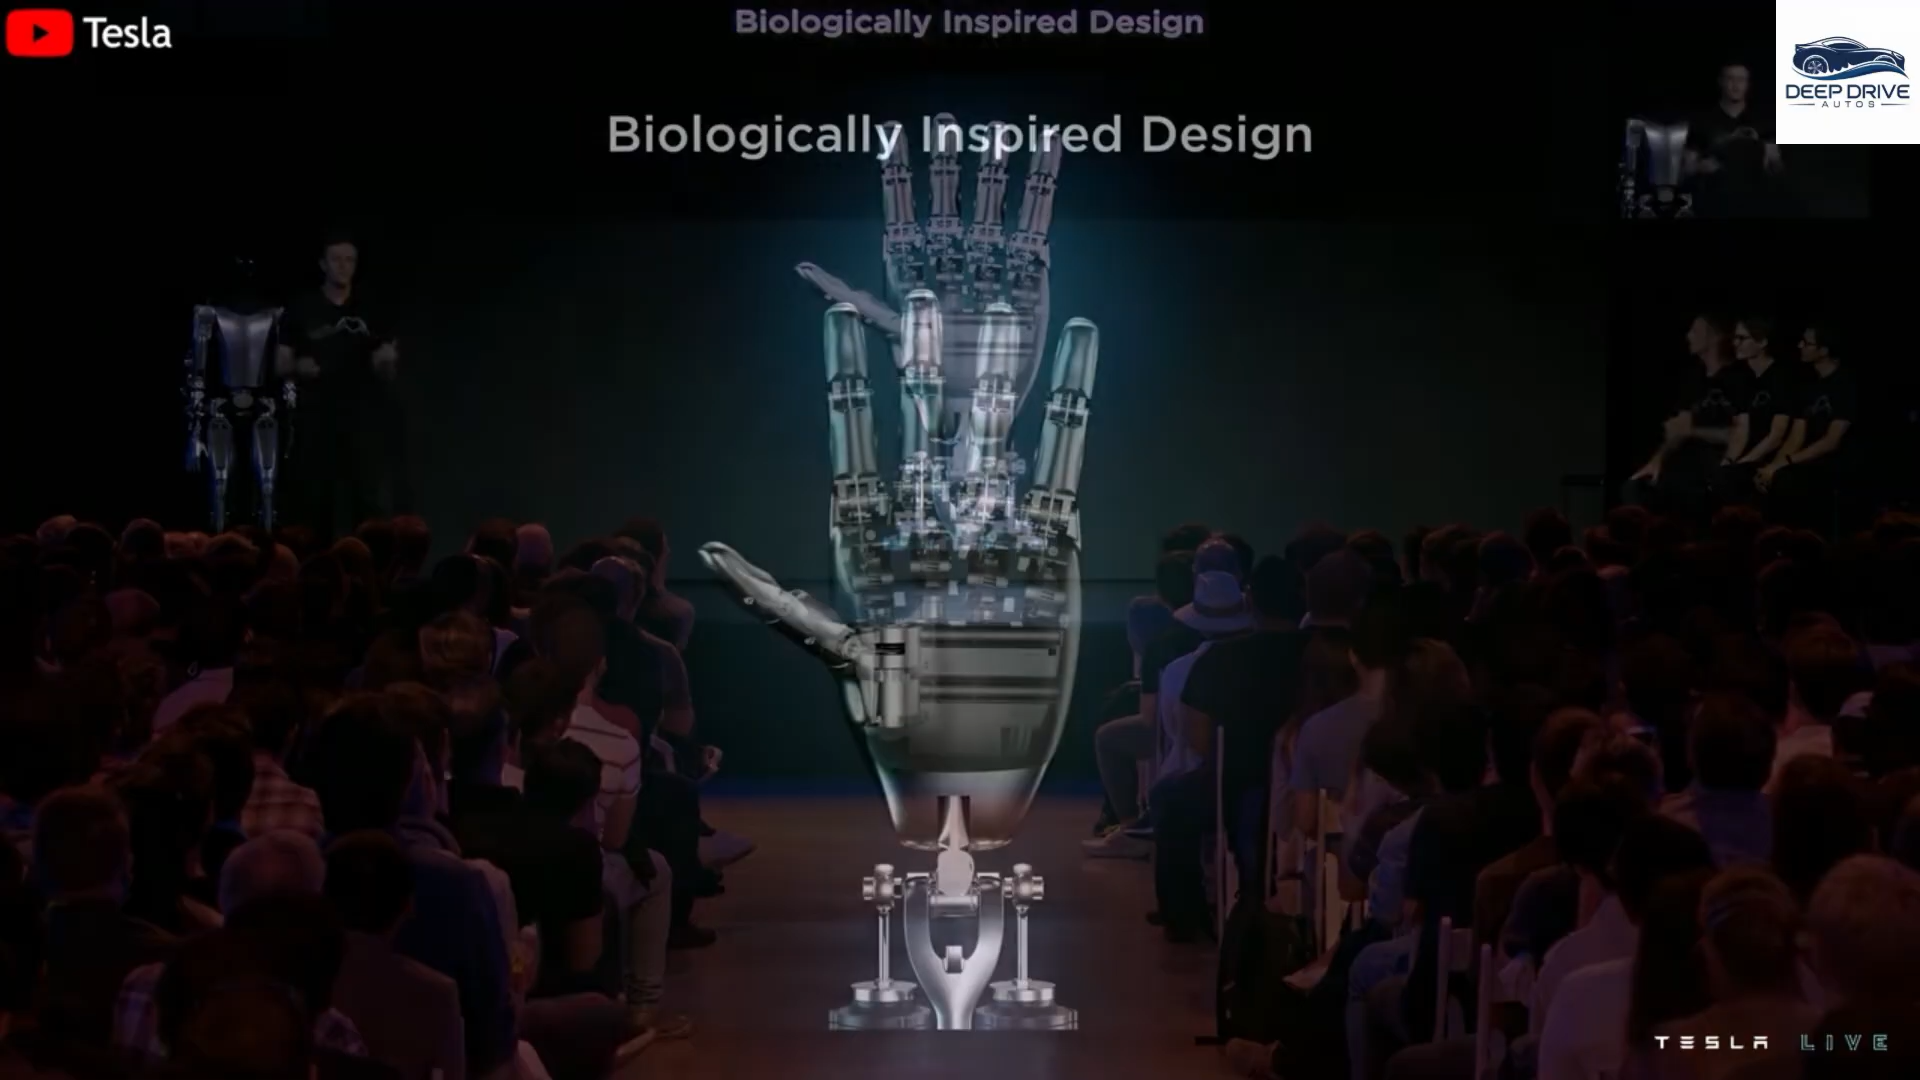 Biologically Inspired Design
Tesla
DEEP DRIVE
AUTOS
Biologically Inspired Design
TESLA LIVE